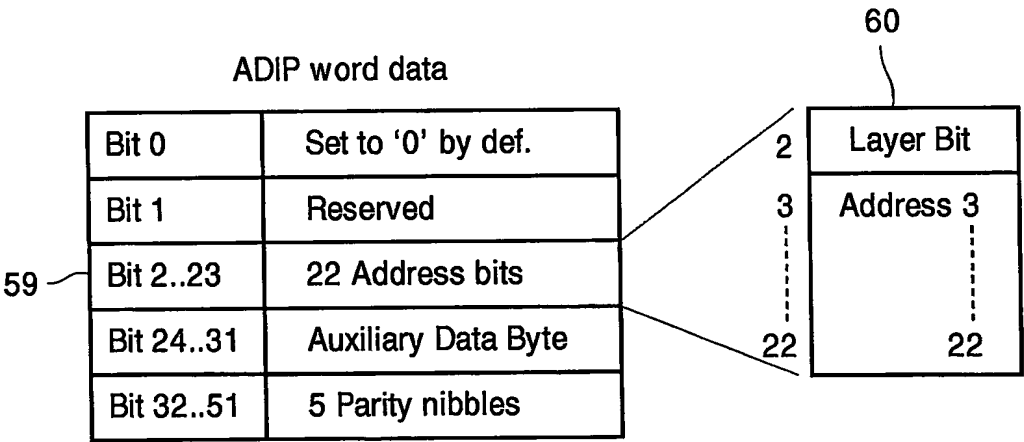 60
ADIP word data
Bit 0 Set to ‘0’ by def.
2 Layer Bit
Bit 1 Reserved
3 Address 3
59
Bit 2..23 22 Address bits
Bit 24..31 Auxiliary Data Byte
22 22
Bit 32..51 5 Parity nibbles